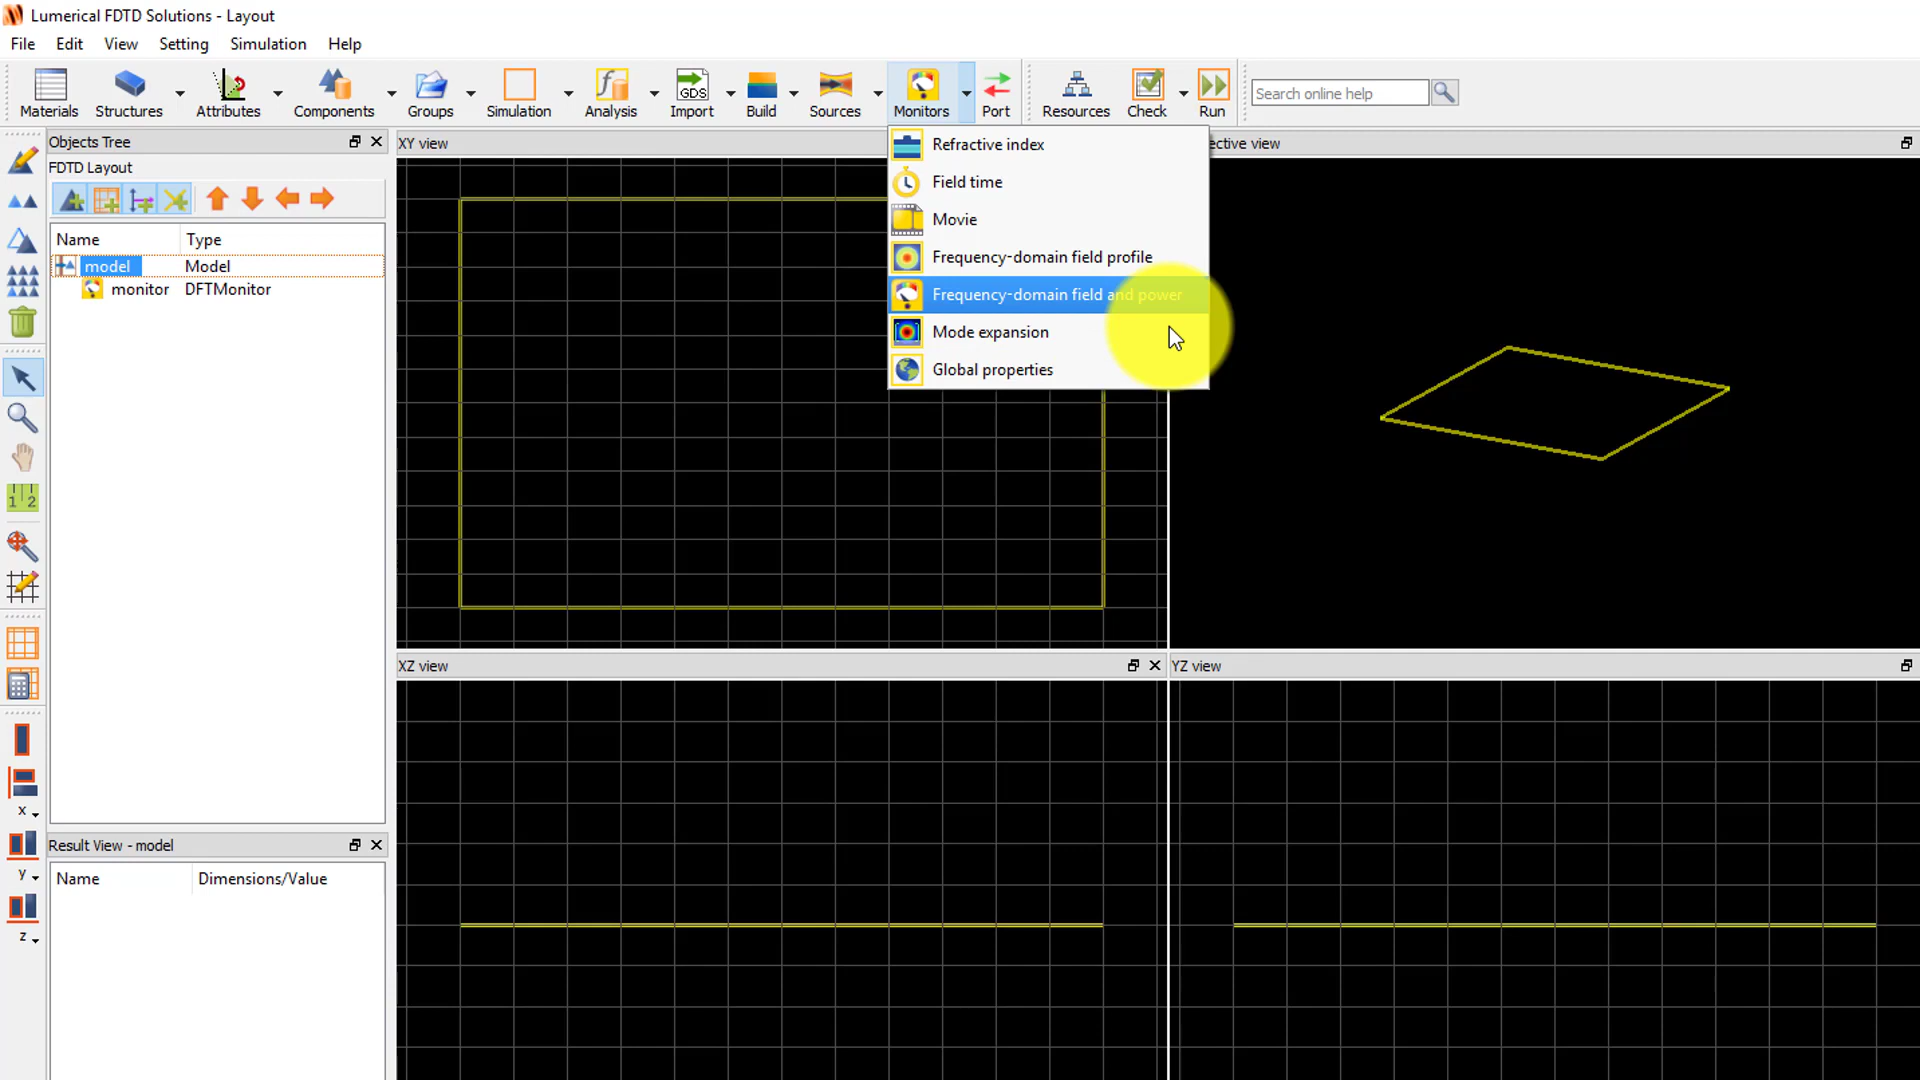 Lumerical FDTD Solutions - Layout
File Edit View Setting Simulation Help
Materials Structures Attributes Components Groups Simulation Analysis GDS Import Build Sources Monitors Port Resources Check Run Search online help
Objects Tree
FDTD Layout
Name Type
model Model
monitor DFTMonitor
XY view
Refractive index
Field time
Movie
Frequency-domain field profile
Frequency-domain field and power
Mode expansion
Global properties
ective view
XZ view
YZ view
1 2
x
y
z
Result View - model
Name Dimensions/Value